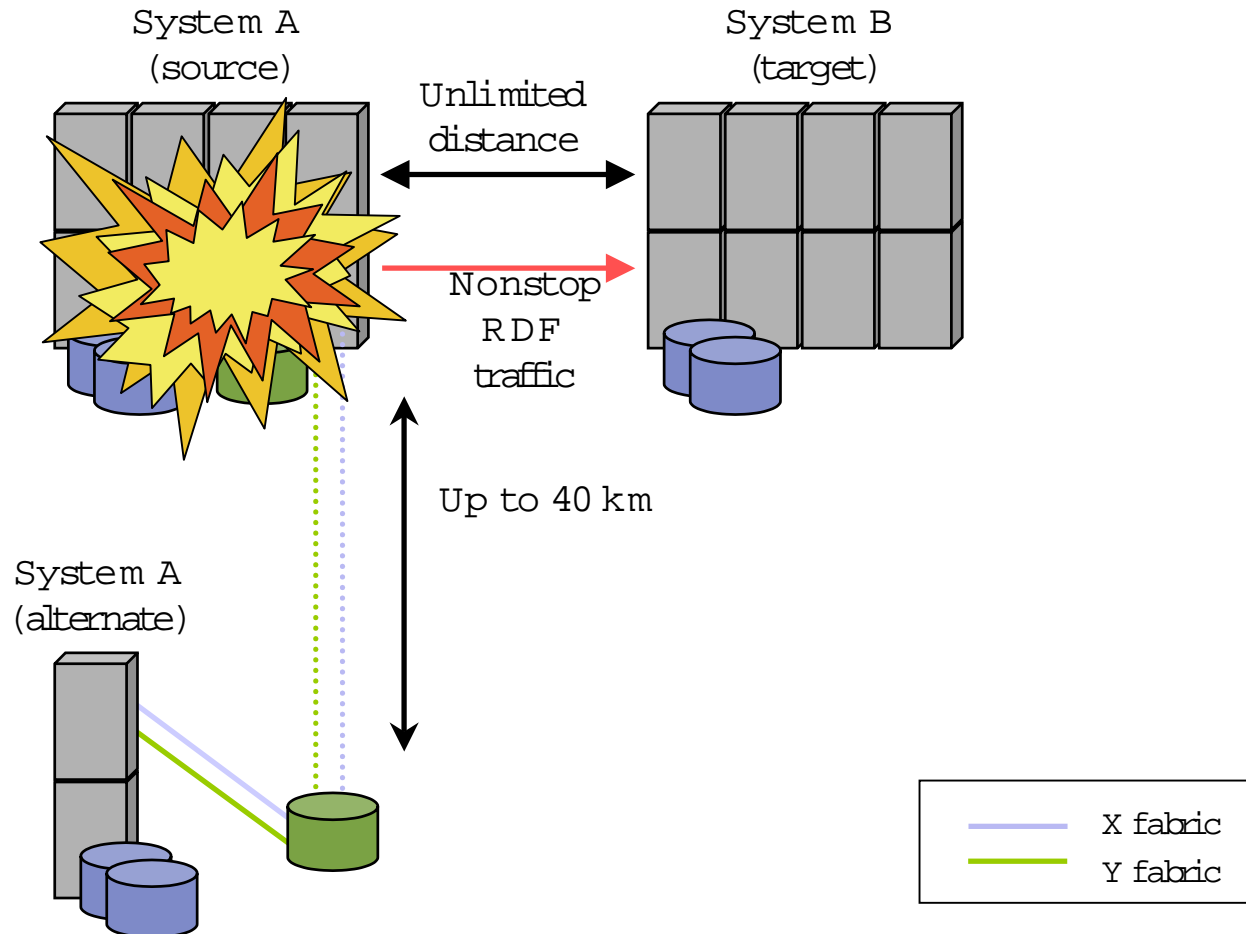 System A
(source)
System B
(target)
Unlimited
distance
Nonstop
RDF
traffic
Up to 40 km
System A
(alternate)
X fabric
Y fabric